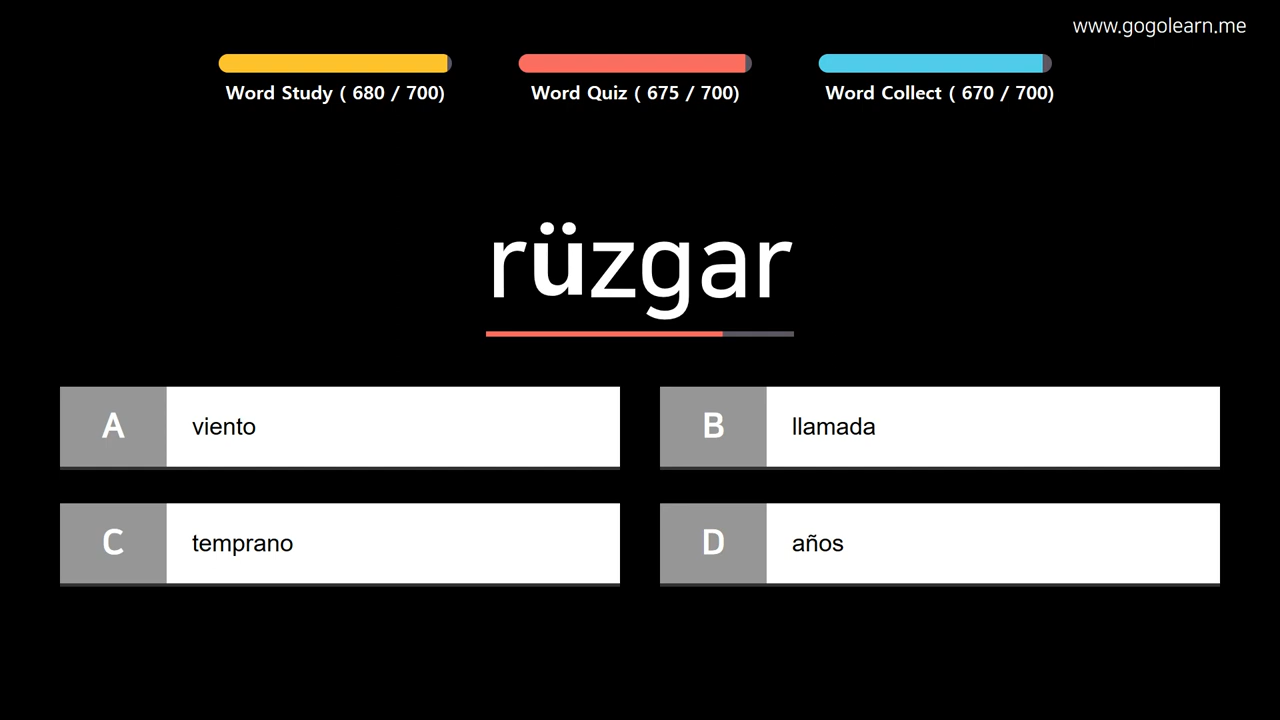 www.gogolearn.me
Word Study ( 680 / 700)
Word Quiz ( 675 / 700)
Word Collect ( 670 / 700)
rüzgar
A viento
B llamada
C temprano
D años